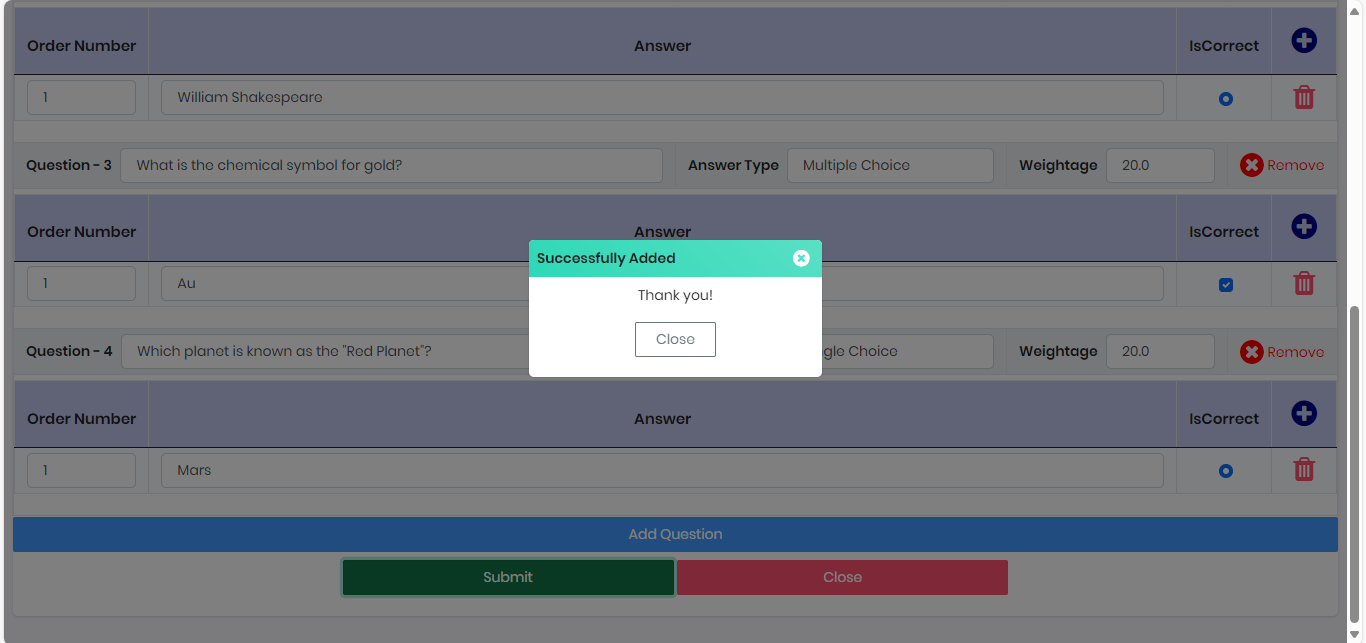 Order Number Answer IsCorrect
1 William Shakespeare
Question - 3 What is the chemical symbol for gold? Answer Type Multiple Choice Weightage 20.0 Remove
Order Number Answer IsCorrect
Successfully Added
1 Au
Thank you!
Close
Question - 4 Which planet is known as the "Red Planet"? gle Choice Weightage 20.0 Remove
Order Number Answer IsCorrect
1 Mars
Add Question
Submit Close